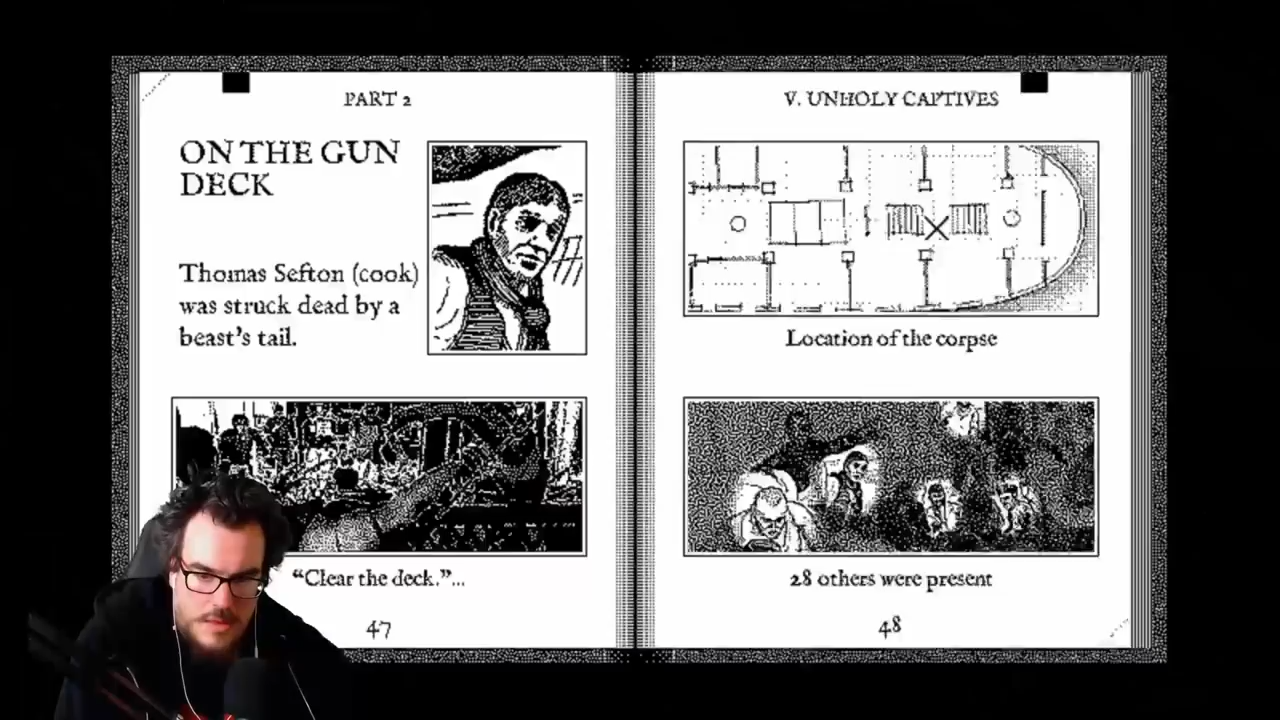 PART 2
ON THE GUN
DECK
Thomas Sefton (cook)
was struck dead by a
beast's tail.
“Clear the deck.”...
47
V. UNHOLY CAPTIVES
Location of the corpse
28 others were present
48